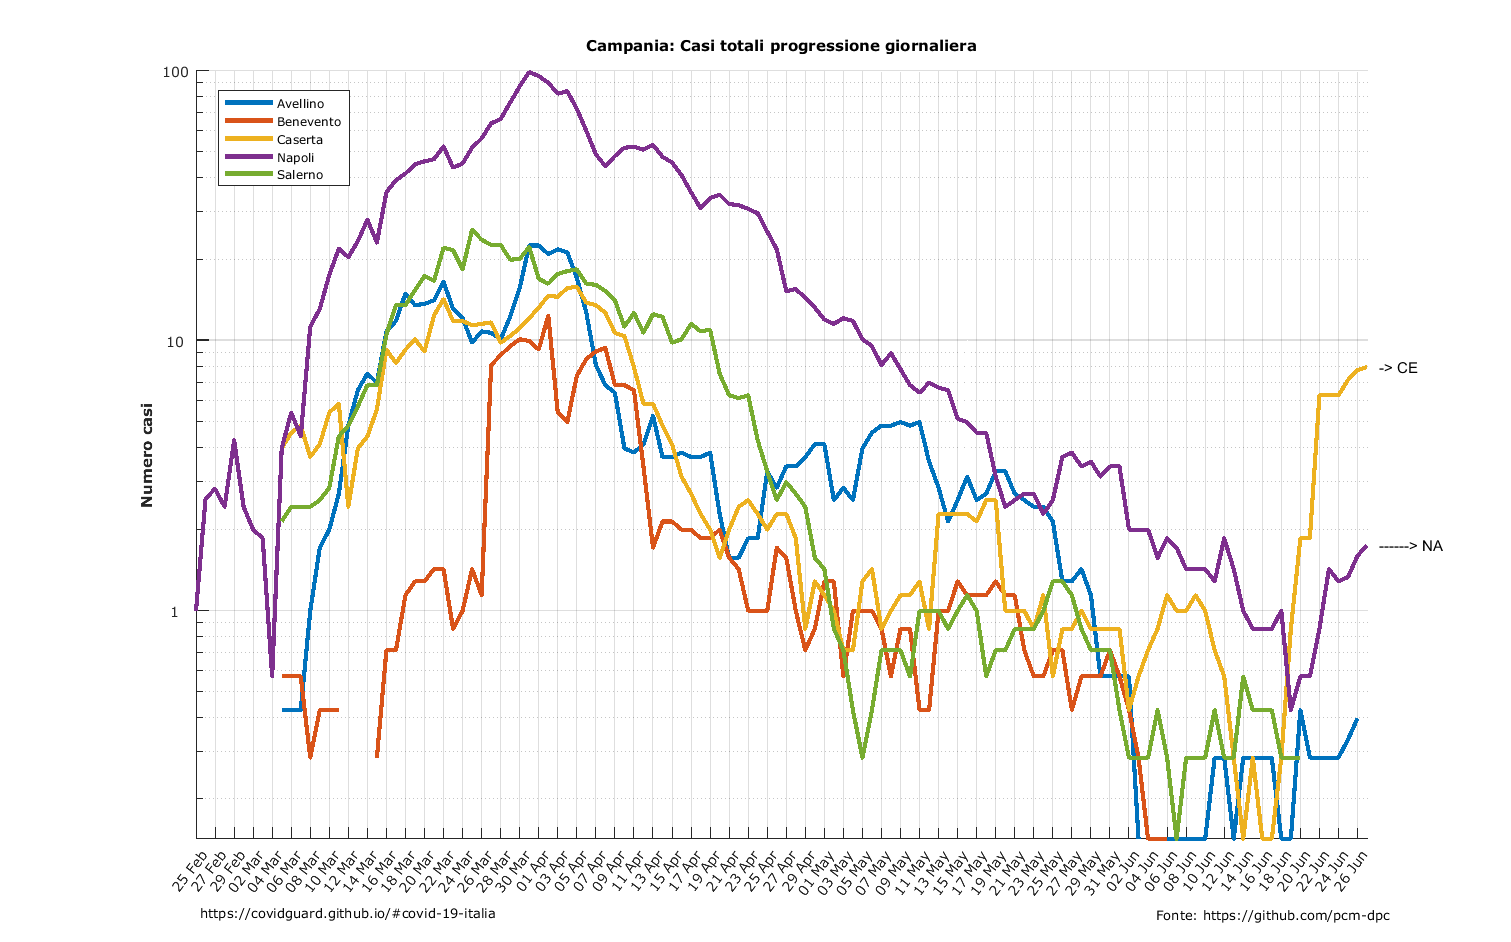 Campania: Casi totali progressione giornaliera
Numero casi
100
10
1
Avellino
Benevento
Caserta
Napoli
Salerno
-> CE
------> NA
25 Feb
27 Feb
29 Feb
02 Mar
04 Mar
06 Mar
08 Mar
10 Mar
12 Mar
14 Mar
16 Mar
18 Mar
20 Mar
22 Mar
24 Mar
26 Mar
28 Mar
30 Mar
01 Apr
03 Apr
05 Apr
07 Apr
09 Apr
11 Apr
13 Apr
15 Apr
17 Apr
19 Apr
21 Apr
23 Apr
25 Apr
27 Apr
29 Apr
01 May
03 May
05 May
07 May
09 May
11 May
13 May
15 May
17 May
19 May
21 May
23 May
25 May
27 May
29 May
31 May
02 Jun
04 Jun
06 Jun
08 Jun
10 Jun
12 Jun
14 Jun
16 Jun
18 Jun
20 Jun
22 Jun
24 Jun
26 Jun
https://covidguard.github.io/#covid-19-italia
Fonte: https://github.com/pcm-dpc